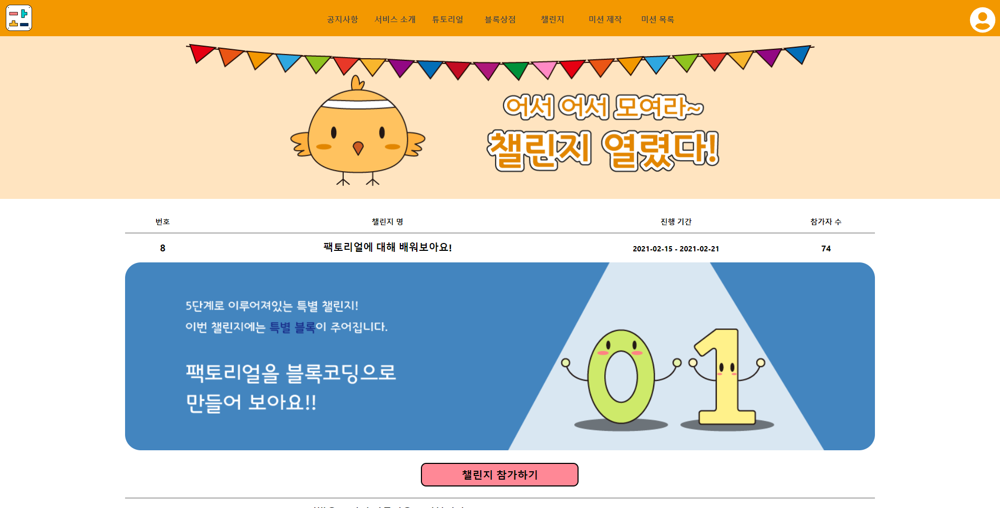 공지사항 서비스 소개 튜토리얼 블록상점 챌린지 미션 제작 미션 목록
어서 어서 모여라~
챌린지 열렸다!
번호 챌린지 명 진행 기간 참가자 수
8 팩토리얼에 대해 배워보아요! 2021-02-15 - 2021-02-21 74
5단계로 이루어져있는 특별 챌린지!
이번 챌린지에는 특별 블록이 주어집니다.
팩토리얼을 블록코딩으로
만들어 보아요!!
0 1
챌린지 참가하기